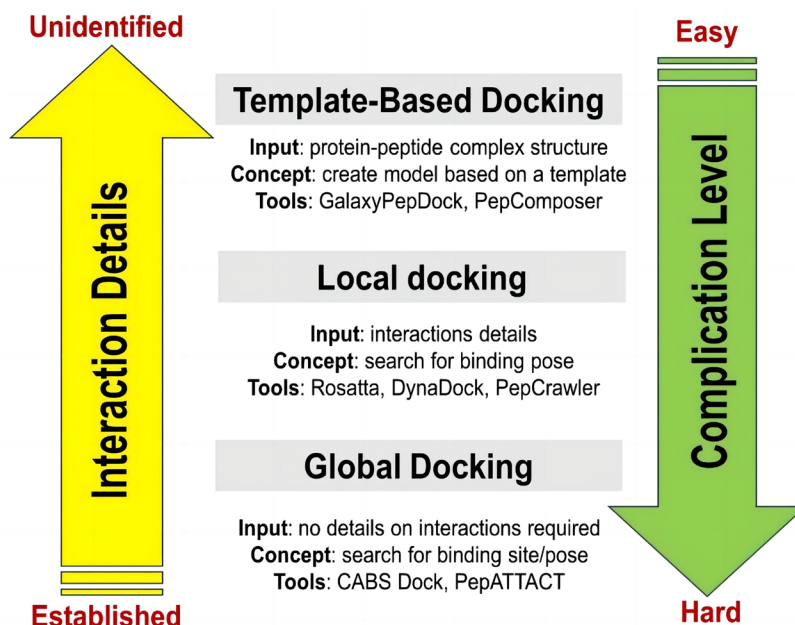 Unidentified
Easy
Template-Based Docking
Input: protein-peptide complex structure
Concept: create model based on a template
Tools: GalaxyPepDock, PepComposer
Interaction Details
Complication Level
Local docking
Input: interactions details
Concept: search for binding pose
Tools: Rosatta, DynaDock, PepCrawler
Global Docking
Input: no details on interactions required
Concept: search for binding site/pose
Tools: CABS Dock, PepATTACT
Established
Hard